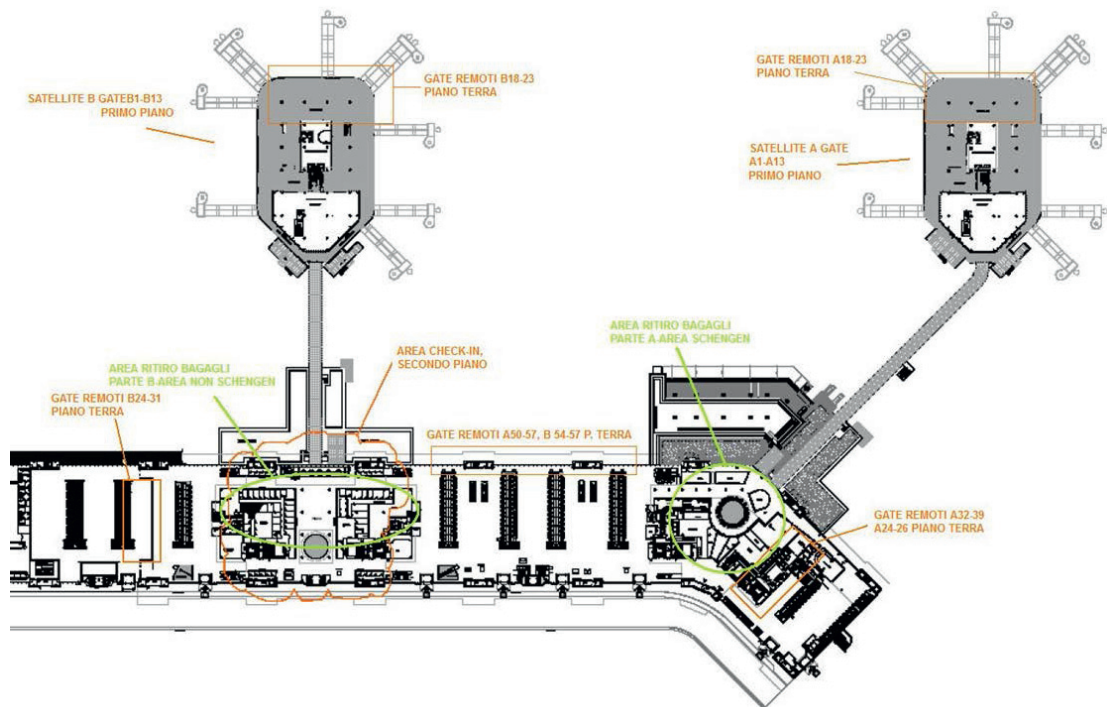 GATE REMOTI B18-23
PIANO TERRA
SATELLITE B GATEB1-B13
PRIMO PIANO
GATE REMOTI A18-23
PIANO TERRA
SATELLITE A GATE
A1-A13
PRIMO PIANO
AREA RITIRO BAGAGLI
PARTE A-AREA SCHENGEN
AREA CHECK-IN,
SECONDO PIANO
AREA RITIRO BAGAGLI
PARTE B-AREA NON SCHENGEN
GATE REMOTI B24-31
PIANO TERRA
GATE REMOTI A50-57, B 54-57 P. TERRA
GATE REMOTI A32-39
A24-26 PIANO TERRA